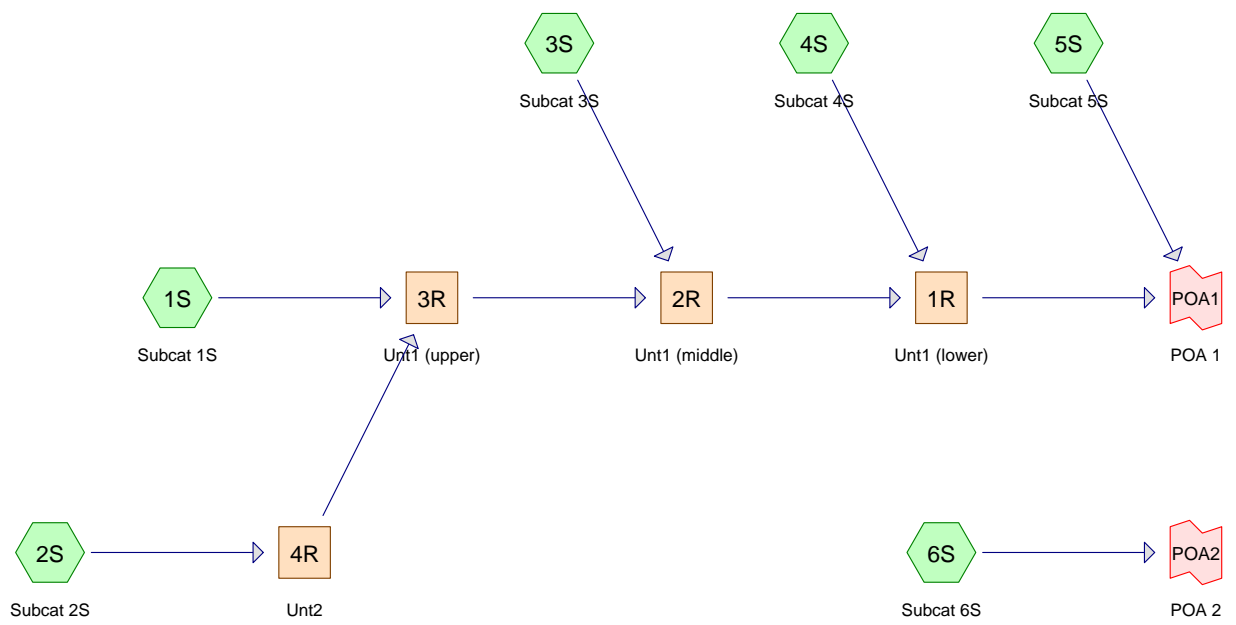 3S
4S
5S
Subcat 3S
Subcat 4S
Subcat 5S
1S
3R
2R
1R
POA1
Subcat 1S
Unt1 (upper)
Unt1 (middle)
Unt1 (lower)
POA 1
2S
4R
6S
POA2
Subcat 2S
Unt2
Subcat 6S
POA 2